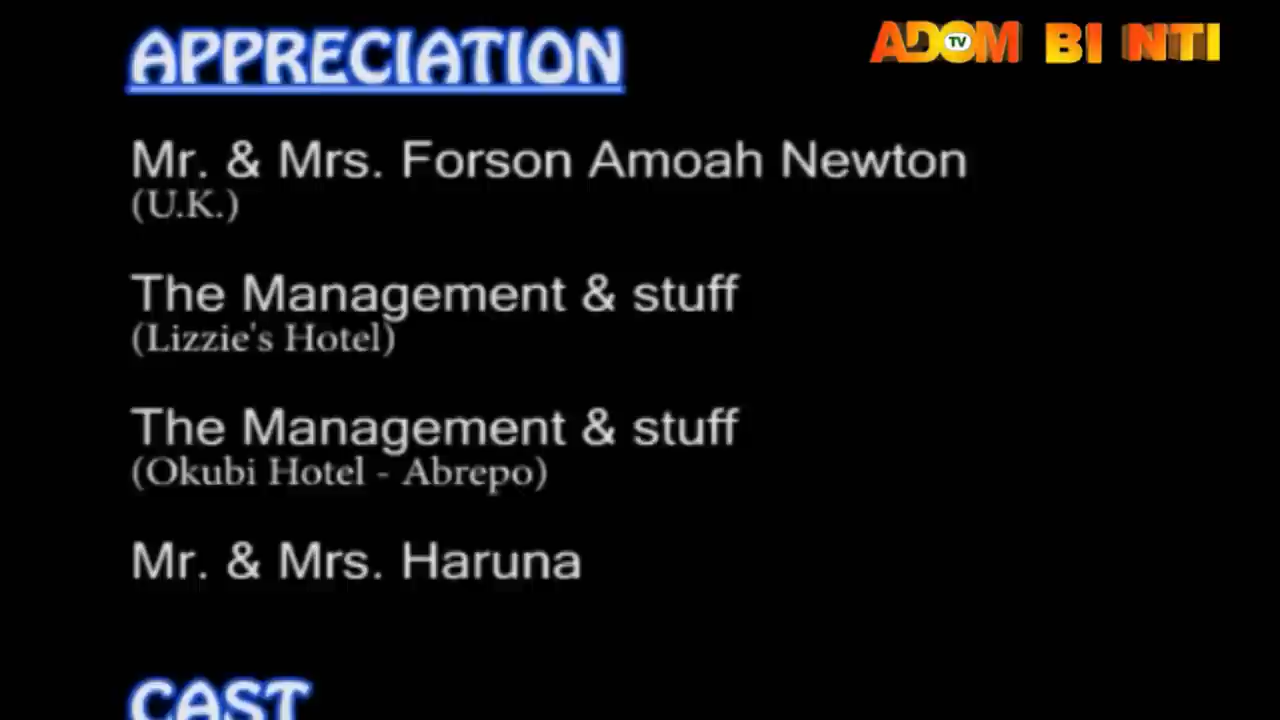 APPRECIATION
ADOM TV BI NTI
Mr. & Mrs. Forson Amoah Newton
(U.K.)
The Management & stuff
(Lizzie's Hotel)
The Management & stuff
(Okubi Hotel - Abrepo)
Mr. & Mrs. Haruna
CAST